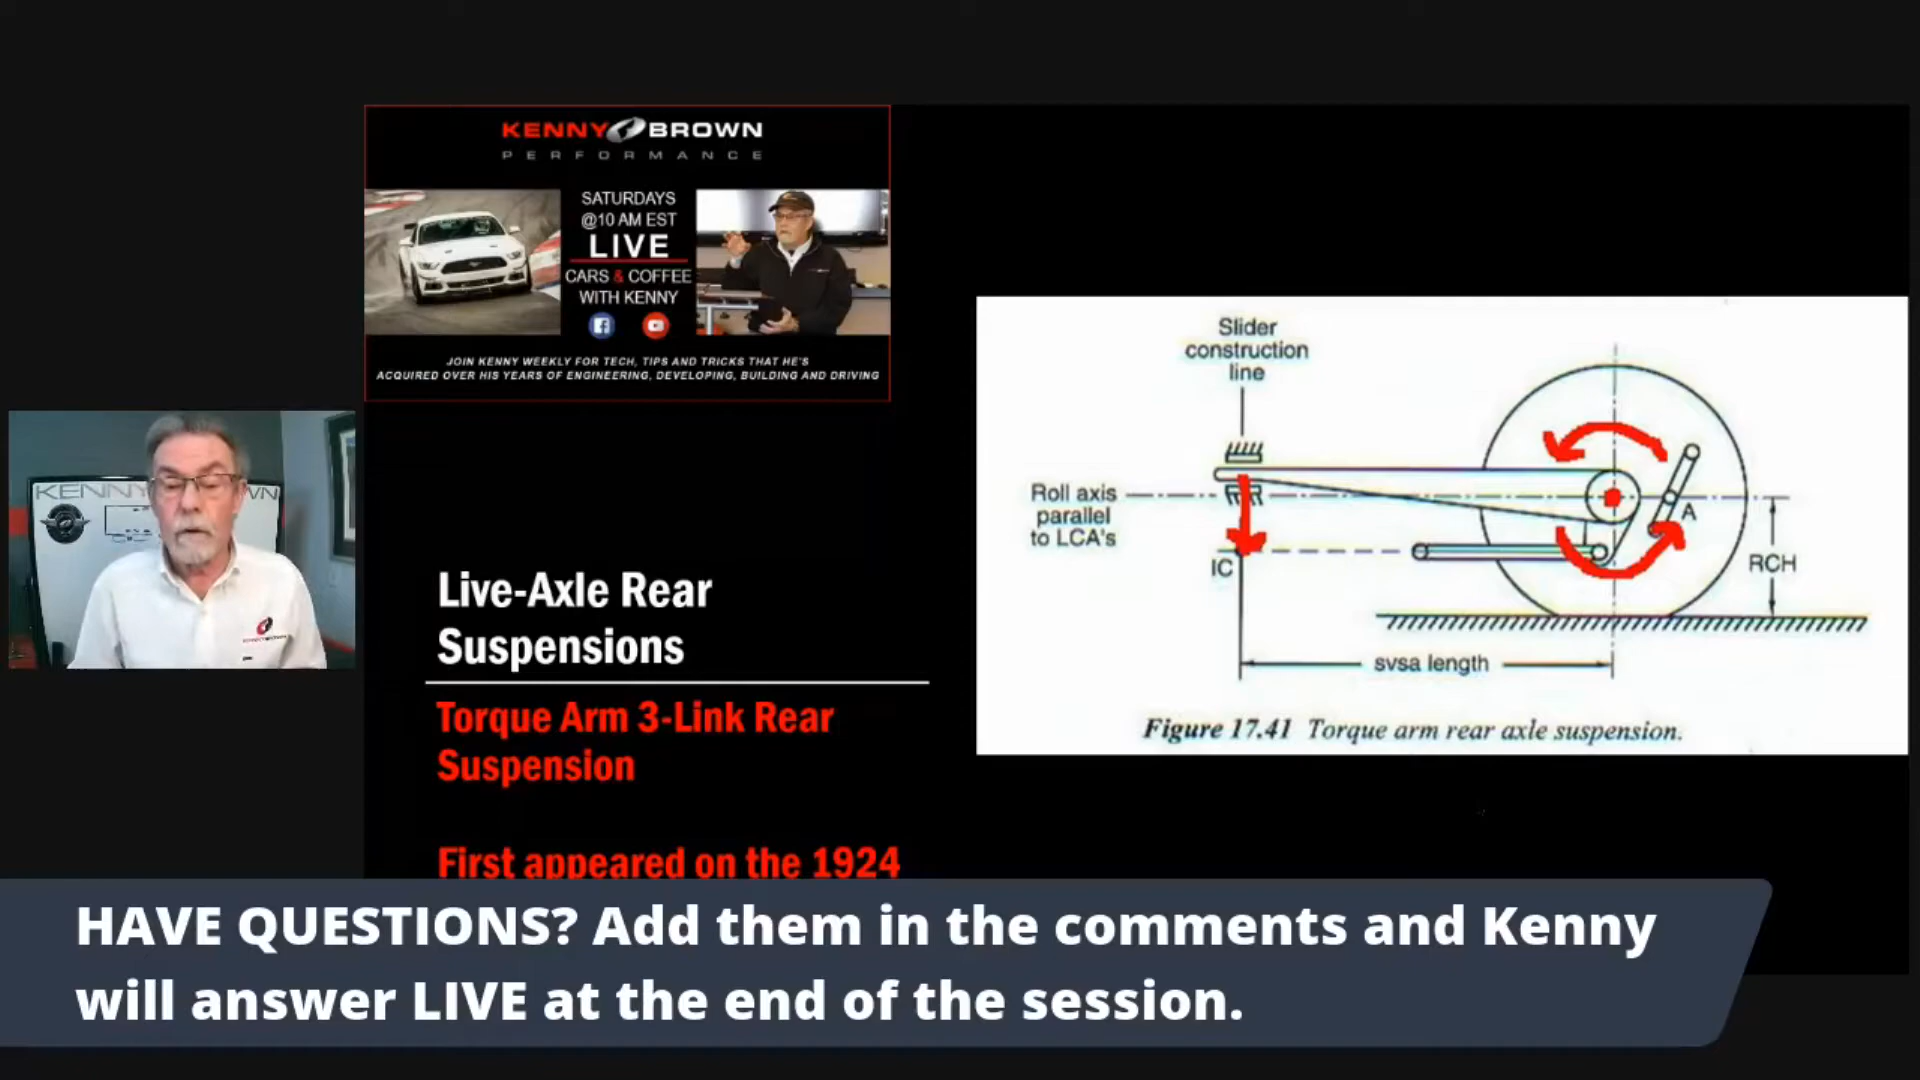 KENNY BROWN
PERFORMANCE
SATURDAYS
@10 AM EST
LIVE
CARS & COFFEE
WITH KENNY
JOIN KENNY WEEKLY FOR TECH, TIPS AND TRICKS THAT HE'S
ACQUIRED OVER HIS YEARS OF ENGINEERING, DEVELOPING, BUILDING AND DRIVING
Slider
construction
line
Roll axis
parallel
to LCA's
A
IC
RCH
svsa length
Figure 17.41 Torque arm rear axle suspension.
KENNY
WN
Live-Axle Rear
Suspensions
Torque Arm 3-Link Rear
Suspension
First appeared on the 1924
HAVE QUESTIONS? Add them in the comments and Kenny
will answer LIVE at the end of the session.